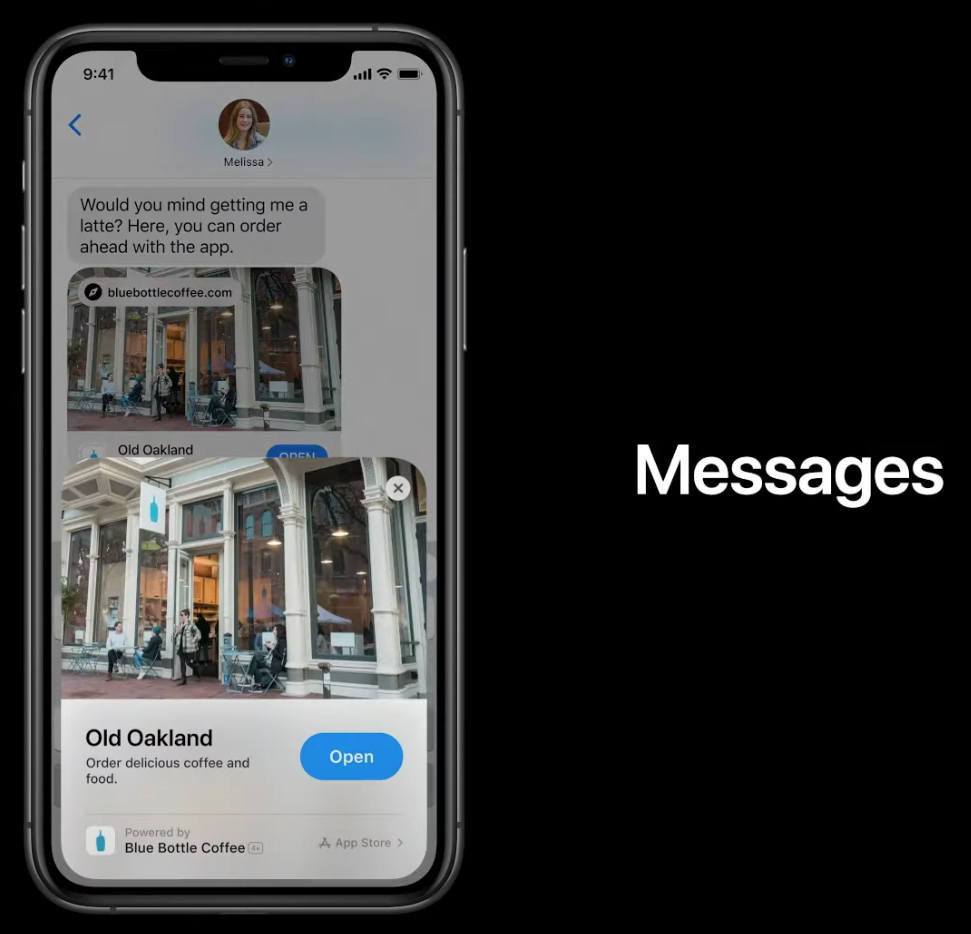 9:41
Melissa >
Would you mind getting me a
latte? Here, you can order
ahead with the app.
bluebottlecoffee.com
Old Oakland
OPEN
Messages
Old Oakland
Open
Order delicious coffee and
food.
Powered by
Blue Bottle Coffee 4+
App Store >